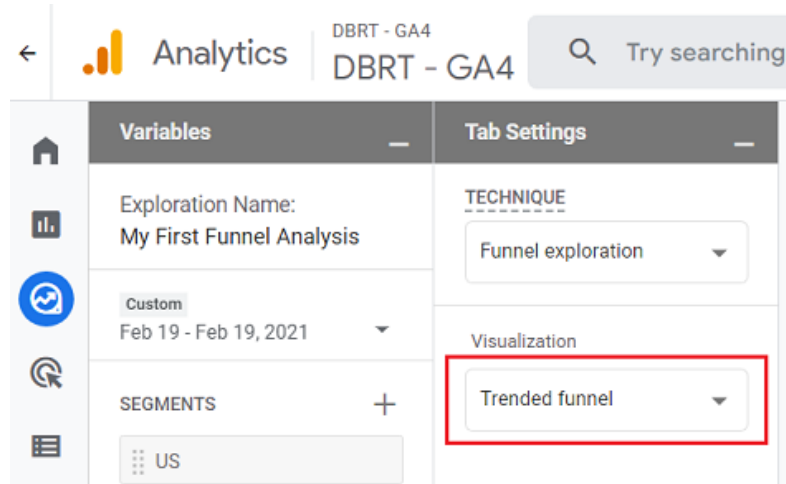 Analytics
DBRT - GA4
DBRT - GA4
Try searching
Variables
Tab Settings
Exploration Name:
My First Funnel Analysis
Custom
Feb 19 - Feb 19, 2021
SEGMENTS
US
TECHNIQUE
Funnel exploration
Visualization
Trended funnel